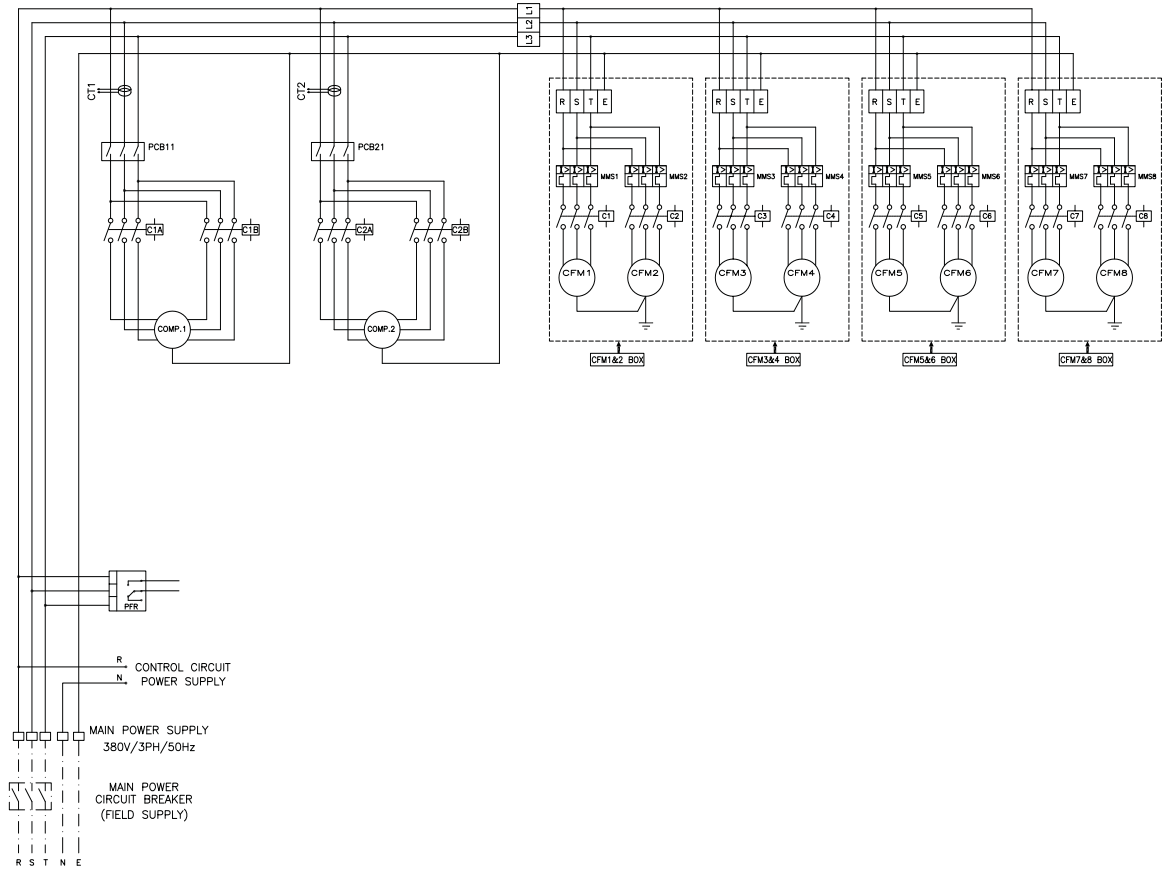 L1
L2
L3
CT1
CT2
R S T E
R S T E
R S T E
R S T E
PCB11
PCB21
MMS1
MMS2
MMS3
MMS4
MMS5
MMS6
MMS7
MMS8
C1A
C1B
C2A
C2B
C1
C2
C3
C4
C5
C6
C7
C8
CFM1
CFM2
CFM3
CFM4
CFM5
CFM6
CFM7
CFM8
COMP.1
COMP.2
CFM1&2 BOX
CFM3&4 BOX
CFM5&6 BOX
CFM7&8 BOX
PFR
R
N
CONTROL CIRCUIT
POWER SUPPLY
MAIN POWER SUPPLY
380V/3PH/50Hz
MAIN POWER
CIRCUIT BREAKER
(FIELD SUPPLY)
R S T N E